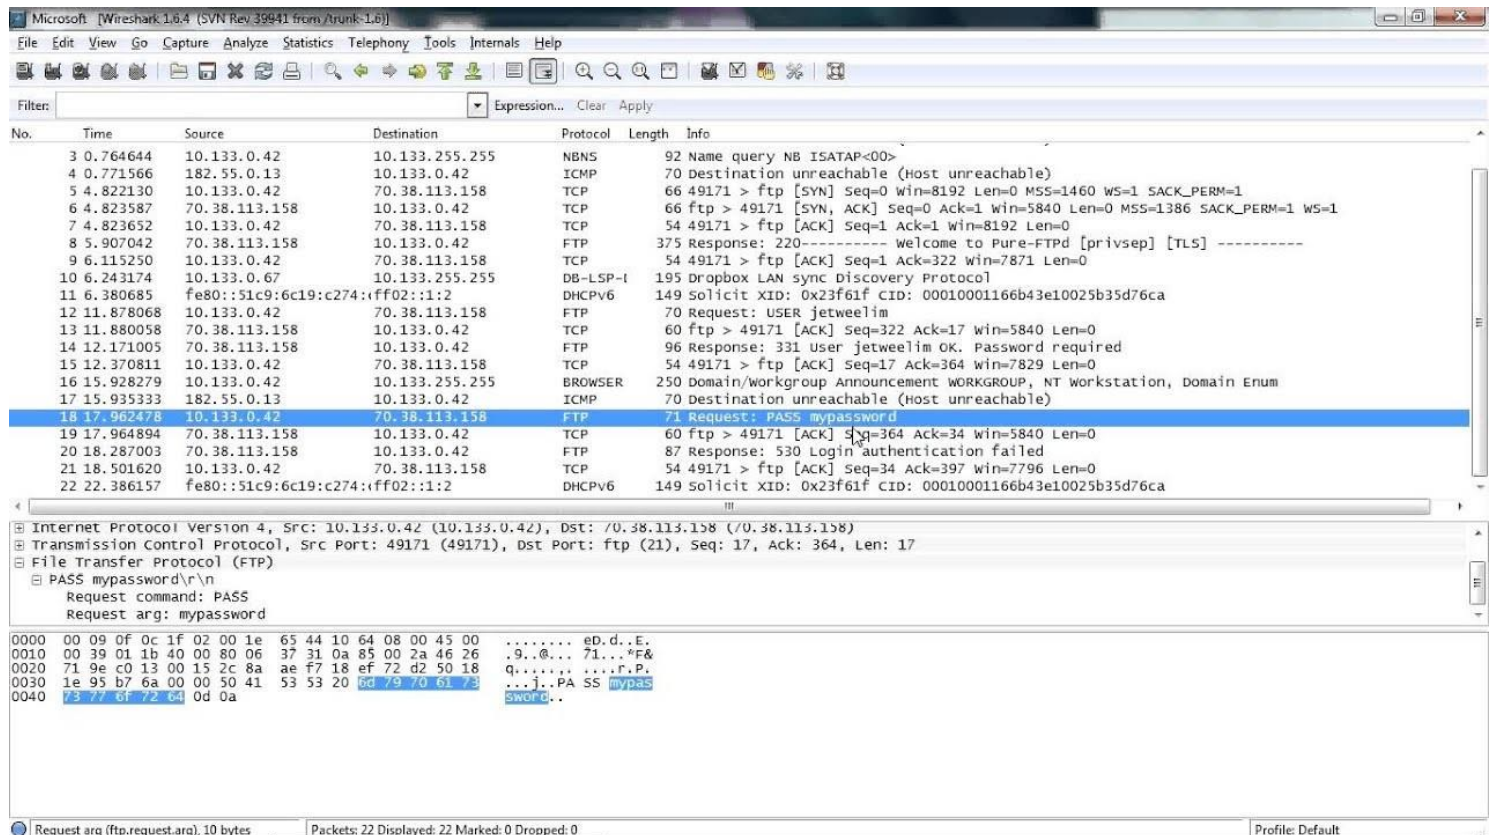 Microsoft [Wireshark 1.6.4 (SVN Rev 39941 from /trunk-1.6)]
File Edit View Go Capture Analyze Statistics Telephony Tools Internals Help
Filter: Expression... Clear Apply
No. Time Source Destination Protocol Length Info
3 0.764644 10.133.0.42 10.133.255.255 NBNS 92 Name query NB ISATAP<00>
4 0.771566 182.55.0.13 10.133.0.42 ICMP 70 Destination unreachable (Host unreachable)
5 4.822130 10.133.0.42 70.38.113.158 TCP 66 49171 > ftp [SYN] Seq=0 Win=8192 Len=0 MSS=1460 WS=1 SACK_PERM=1
6 4.823587 70.38.113.158 10.133.0.42 TCP 66 ftp > 49171 [SYN, ACK] Seq=0 Ack=1 Win=5840 Len=0 MSS=1386 SACK_PERM=1 WS=1
7 4.823652 10.133.0.42 70.38.113.158 TCP 54 49171 > ftp [ACK] Seq=1 Ack=1 Win=8192 Len=0
8 5.907042 70.38.113.158 10.133.0.42 FTP 375 Response: 220---------- Welcome to Pure-FTPd [privsep] [TLS] ----------
9 6.115250 10.133.0.42 70.38.113.158 TCP 54 49171 > ftp [ACK] Seq=1 Ack=322 Win=7871 Len=0
10 6.243174 10.133.0.67 10.133.255.255 DB-LSP-[ 195 Dropbox LAN sync Discovery Protocol
11 6.380685 fe80::51c9:6c19:c274:(ff02::1:2 DHCPv6 149 Solicit XID: 0x23f61f CID: 00010001166b43e10025b35d76ca
12 11.878068 10.133.0.42 70.38.113.158 FTP 70 Request: USER jetweelim
13 11.880058 70.38.113.158 10.133.0.42 TCP 60 ftp > 49171 [ACK] Seq=322 Ack=17 Win=5840 Len=0
14 12.171005 70.38.113.158 10.133.0.42 FTP 96 Response: 331 User jetweelim OK. Password required
15 12.370811 10.133.0.42 70.38.113.158 TCP 54 49171 > ftp [ACK] Seq=17 Ack=364 Win=7829 Len=0
16 15.928279 10.133.0.42 10.133.255.255 BROWSER 250 Domain/Workgroup Announcement WORKGROUP, NT Workstation, Domain Enum
17 15.935333 182.55.0.13 10.133.0.42 ICMP 70 Destination unreachable (Host unreachable)
18 17.962478 10.133.0.42 70.38.113.158 FTP 71 Request: PASS mypassword
19 17.964894 70.38.113.158 10.133.0.42 TCP 60 ftp > 49171 [ACK] Seq=364 Ack=34 Win=5840 Len=0
20 18.287003 70.38.113.158 10.133.0.42 FTP 87 Response: 530 Login authentication failed
21 18.501620 10.133.0.42 70.38.113.158 TCP 54 49171 > ftp [ACK] Seq=34 Ack=397 Win=7796 Len=0
22 22.386157 fe80::51c9:6c19:c274:(ff02::1:2 DHCPv6 149 Solicit XID: 0x23f61f CID: 00010001166b43e10025b35d76ca
Internet Protocol Version 4, Src: 10.133.0.42 (10.133.0.42), Dst: 70.38.113.158 (70.38.113.158)
Transmission Control Protocol, Src Port: 49171 (49171), Dst Port: ftp (21), Seq: 17, Ack: 364, Len: 17
File Transfer Protocol (FTP)
PASS mypassword\r\n
Request command: PASS
Request arg: mypassword
0000 00 09 0f 0c 1f 02 00 1e 65 44 10 64 08 00 45 00 ........ eD.d..E.
0010 00 39 01 1b 40 00 80 06 37 31 0a 85 00 2a 46 26 .9..@... 71...*F&
0020 71 9e c0 13 00 15 2c 8a ae f7 18 ef 72 d2 50 18 q.....,. ....r.P.
0030 1e 95 b7 6a 00 00 50 41 53 53 20 6d 79 70 61 73 ...j..PA SS mypas
0040 73 77 6f 72 64 0d 0a sword..
Request arg (ftp.request.arg), 10 bytes Packets: 22 Displayed: 22 Marked: 0 Dropped: 0 Profile: Default